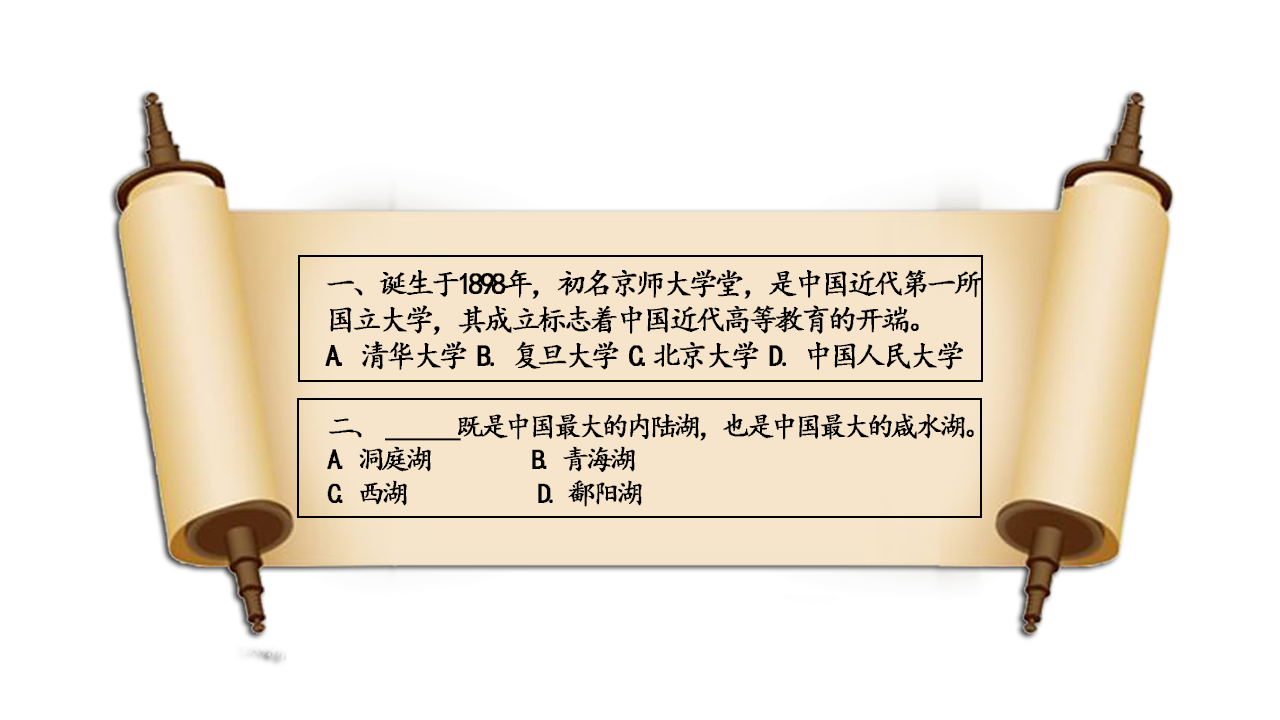 一、诞生于1898年，初名京师大学堂，是中国近代第一所
国立大学，其成立标志着中国近代高等教育的开端。
A. 清华大学 B. 复旦大学 C. 北京大学 D. 中国人民大学
二、 ______既是中国最大的内陆湖，也是中国最大的咸水湖。
A. 洞庭湖 B. 青海湖
C. 西湖 D. 鄱阳湖